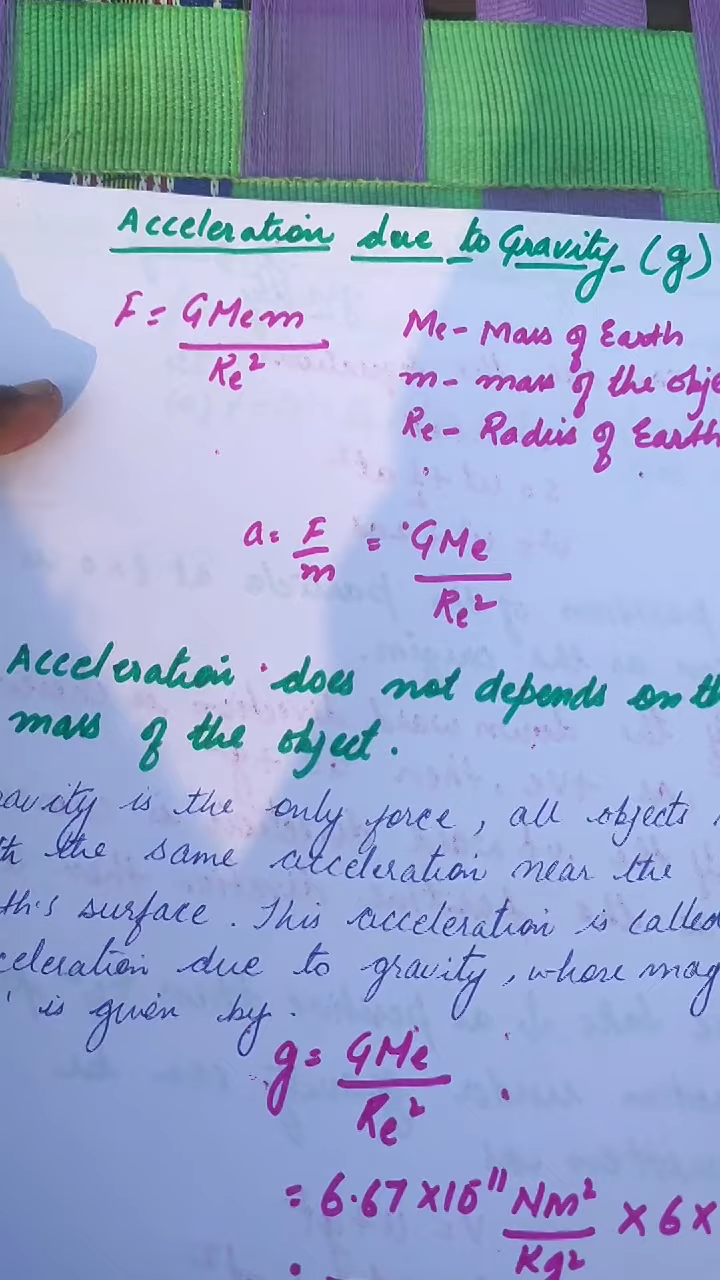 Acceleration due to Gravity (g)
F = GMem / Re²
Me - Mass of Earth
m - mass of the obje
Re - Radius of Earth
a = F/m = GMe / Re²
Acceleration does not depends on th
mass of the object.
avity is the only force, all objects
th the same acceleration near the
th's surface. This acceleration is called
celeration due to gravity, whose mag
' is given by.
g = GMe / Re²
= 6.67 × 10¯¹¹ Nm²/Kg² × 6 ×